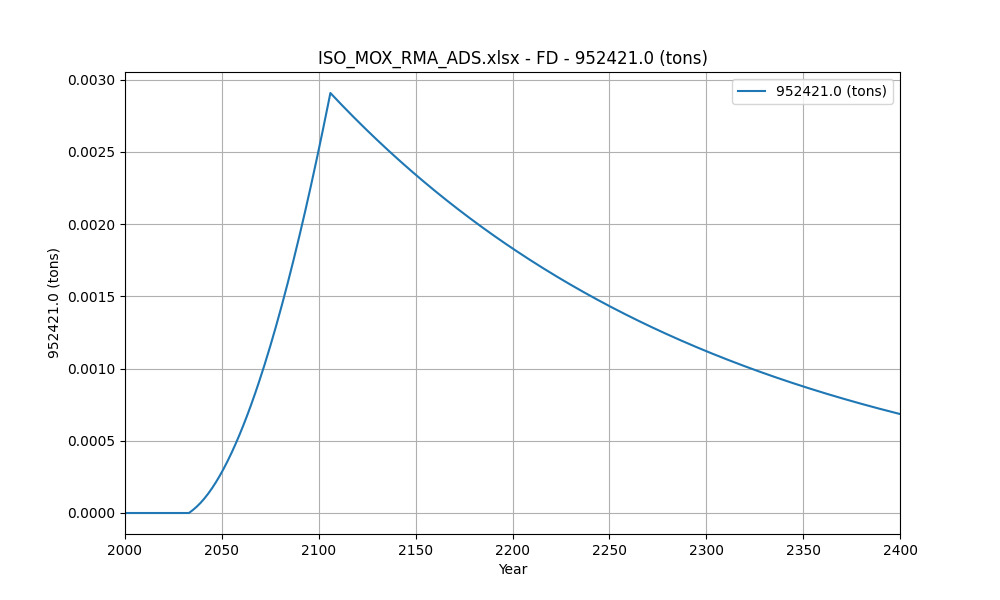 ISO_MOX_RMA_ADS.xlsx - FD - 952421.0 (tons)
952421.0 (tons)
0.0030
0.0025
0.0020
0.0015
0.0010
0.0005
0.0000
952421.0 (tons)
2000 2050 2100 2150 2200 2250 2300 2350 2400
Year